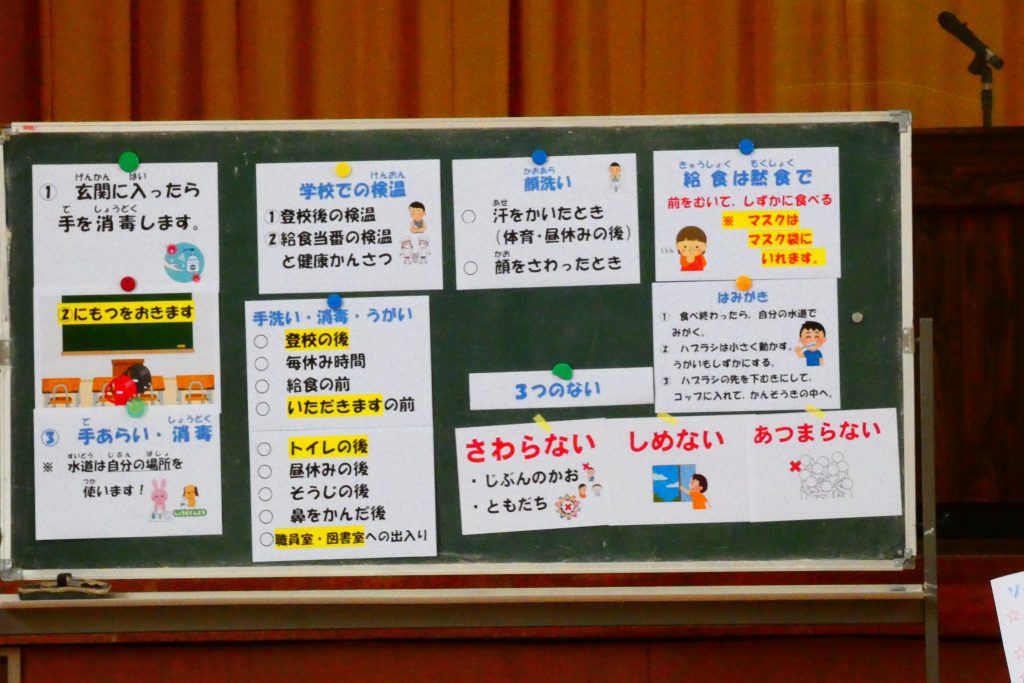 ① 玄関に入ったら
手を消毒します。
②にもつをおきます
③ 手あらい・消毒
※ 水道は自分の場所を
使います!
学校での検温
①登校後の検温
②給食当番の検温
と健康かんさつ
手洗い・消毒・うがい
○ 登校の後
○ 毎休み時間
○ 給食の前
○ いただきますの前
○ トイレの後
○ 昼休みの後
○ そうじの後
○ 鼻をかんだ後
○職員室・図書室への出入り
顔洗い
○ 汗をかいたとき
(体育・昼休みの後)
○ 顔をさわったとき
給食は黙食で
前をむいて、しずかに食べる
※ マスクは
マスク袋に
いれます。
はみがき
1 食べ終わったら、自分の水道で
みがく。
2 ハブラシは小さく動かす。
うがいもしずかにする。
3 ハブラシの先を下むきにして、
コップに入れて、かんそうきの中へ。
3つのない
さわらない
・じぶんのかお
・ともだち
しめない
あつまらない